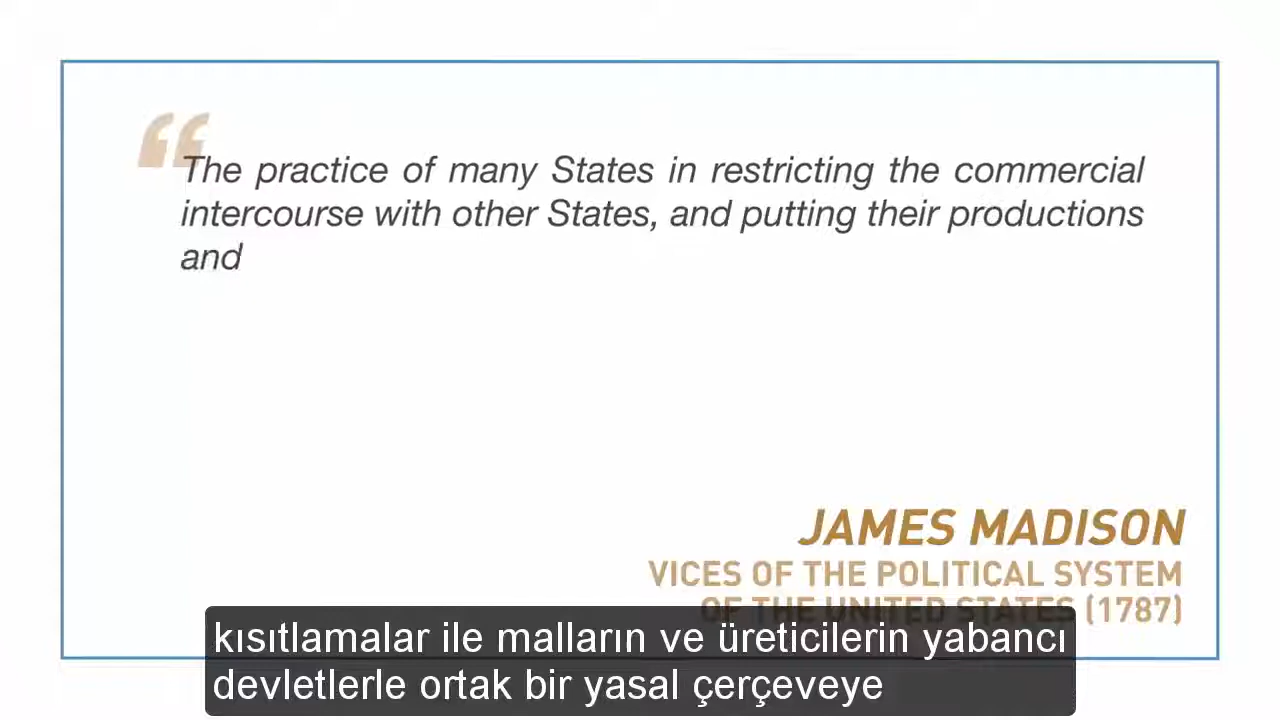 “
The practice of many States in restricting the commercial
intercourse with other States, and putting their productions
and
JAMES MADISON
VICES OF THE POLITICAL SYSTEM
OF THE UNITED STATES (1787)
kısıtlamalar ile malların ve üreticilerin yabancı
devletlerle ortak bir yasal çerçeveye